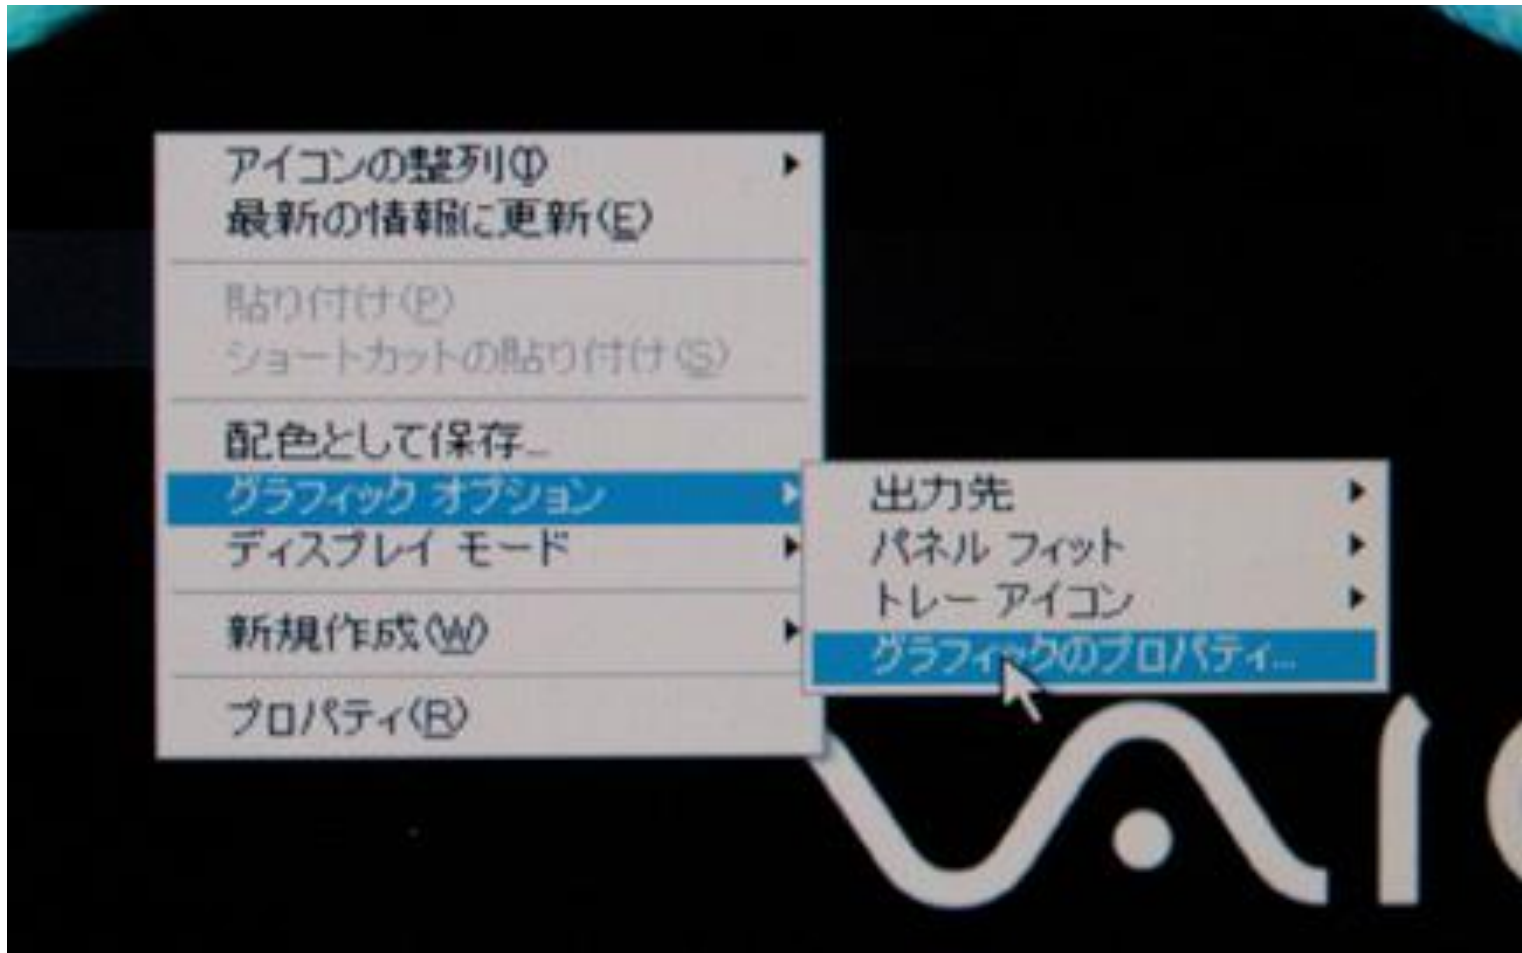 アイコンの整列(I)
最新の情報に更新(E)
貼り付け(P)
ショートカットの貼り付け(S)
配色として保存...
グラフィック オプション
ディスプレイ モード
新規作成(W)
プロパティ(R)
出力先
パネル フィット
トレー アイコン
グラフィックのプロパティ...
VAIO